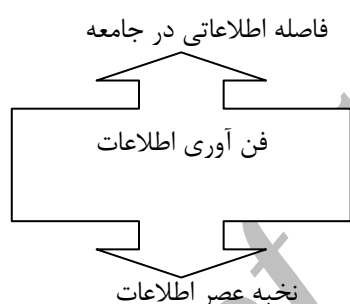 فاصله اطلاعاتی در جامعه
فن آوری اطلاعات
نخبه عصر اطلاعات